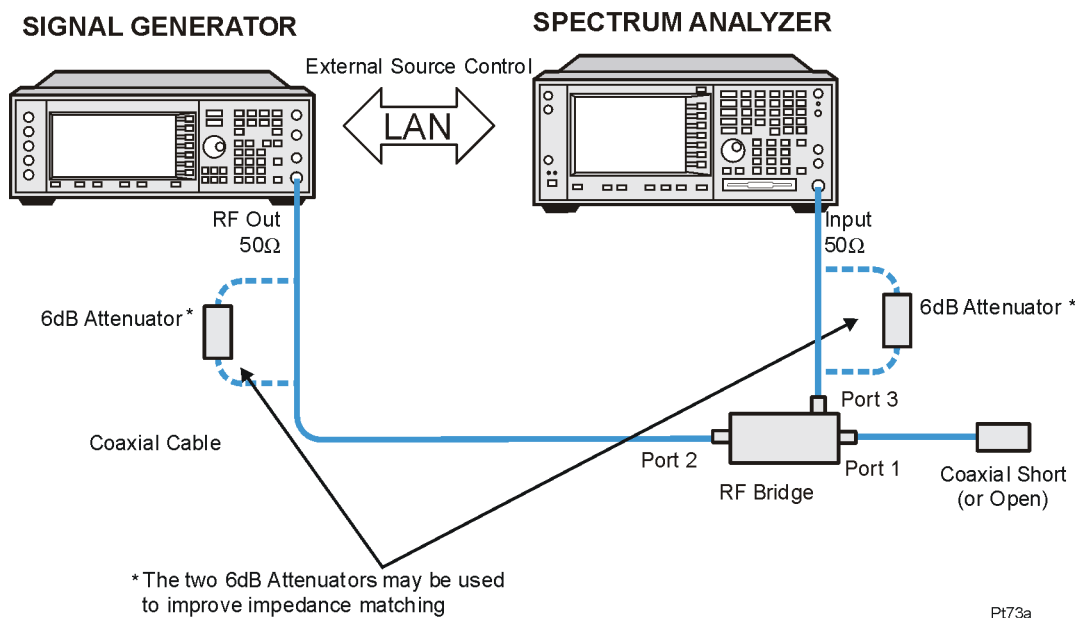 SIGNAL GENERATOR
SPECTRUM ANALYZER
External Source Control
LAN
RF Out
50Ω
Input
50Ω
6dB Attenuator*
6dB Attenuator *
Port 3
Coaxial Cable
Port 2
Port 1
RF Bridge
Coaxial Short
(or Open)
* The two 6dB Attenuators may be used
to improve impedance matching
Pt73a